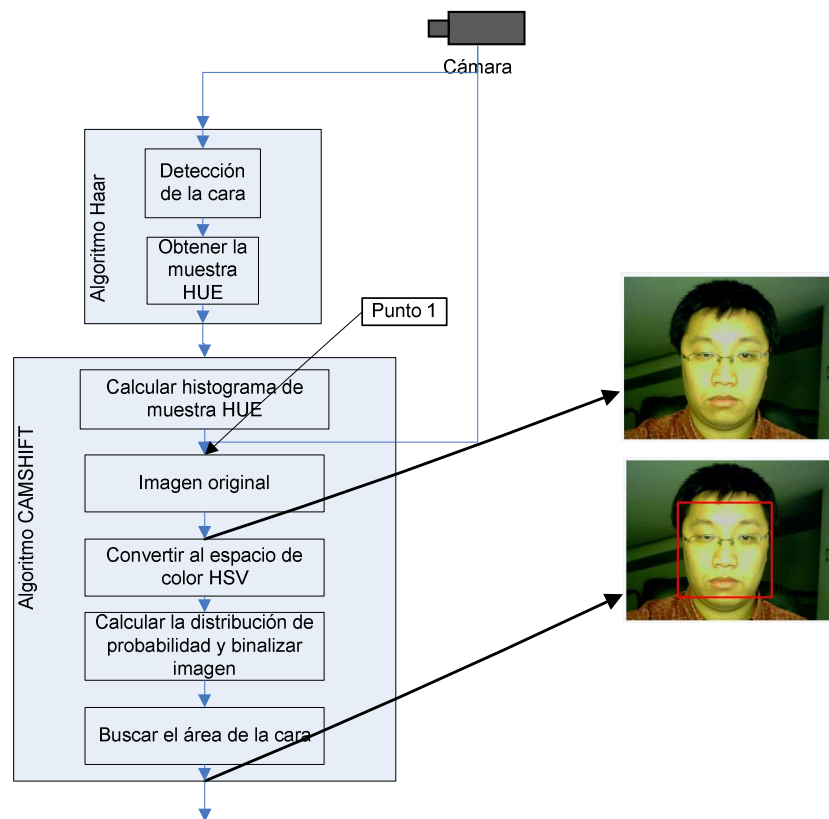 Cámara
Algoritmo Haar
Detección
de la cara
Obtener la
muestra
HUE
Punto 1
Algoritmo CAMSHIFT
Calcular histograma de
muestra HUE
Imagen original
Convertir al espacio de
color HSV
Calcular la distribución de
probabilidad y binalizar
imagen
Buscar el área de la cara